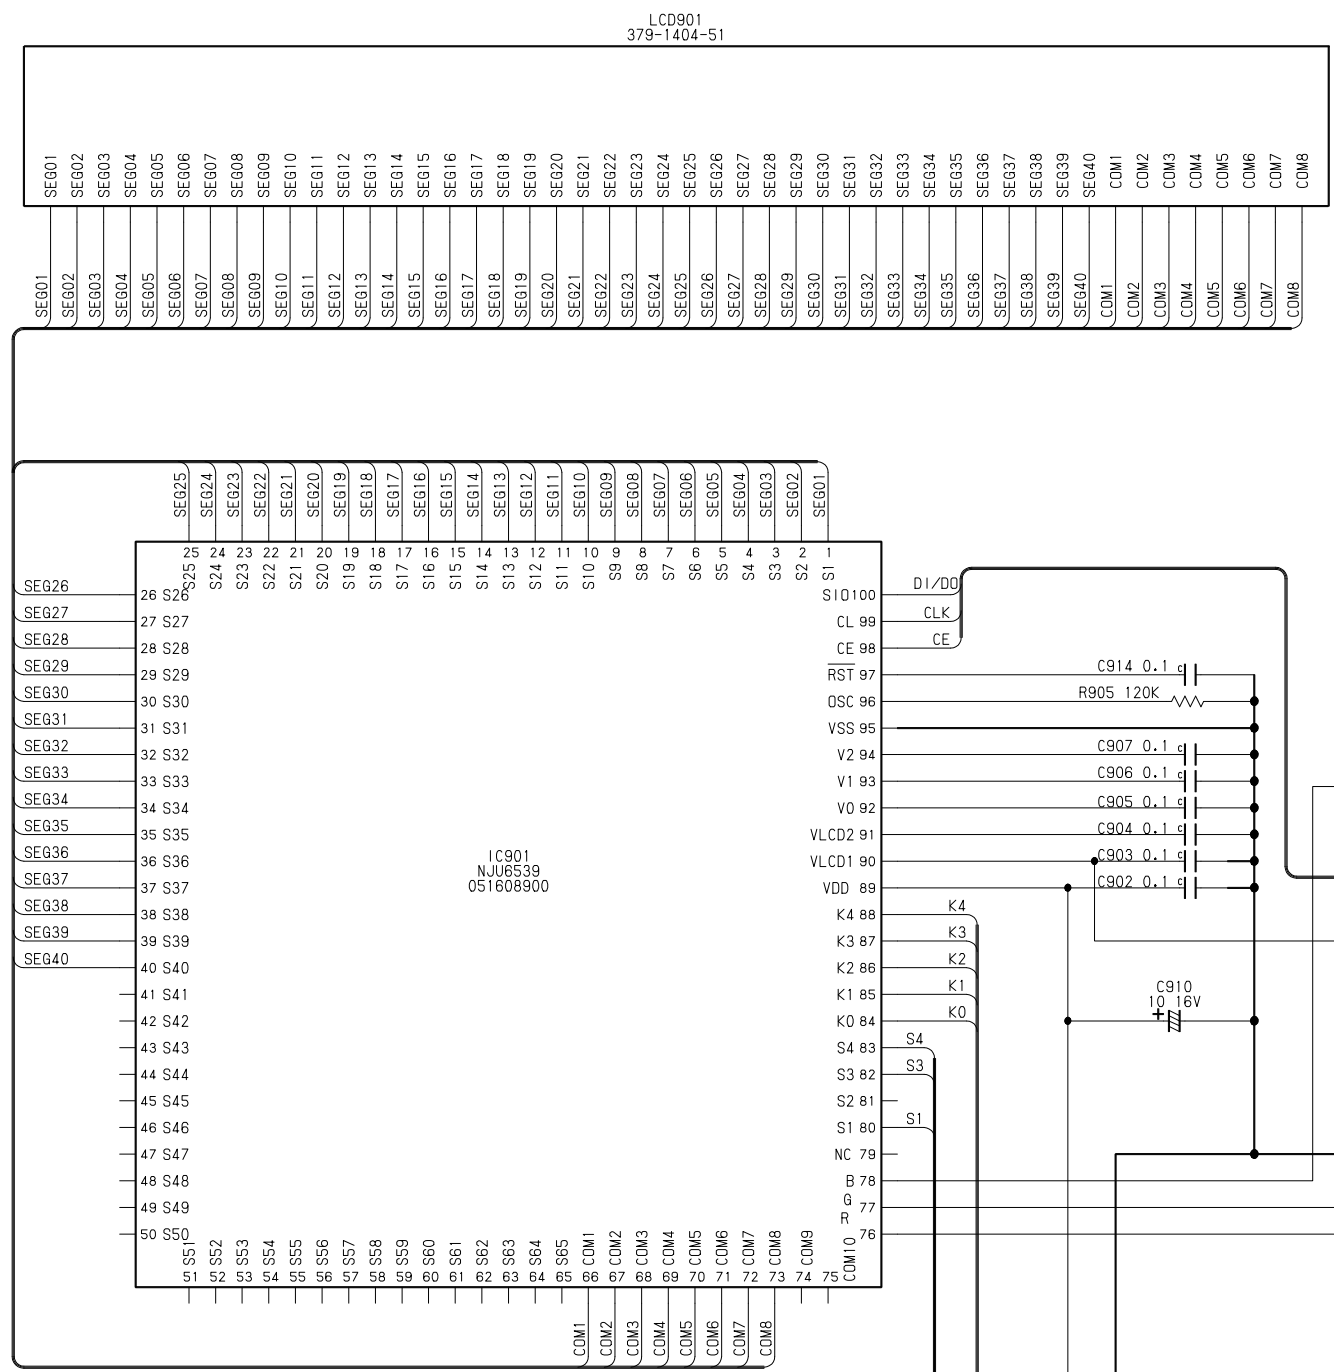 LCD901
379-1404-51
SEG01 SEG02 SEG03 SEG04 SEG05 SEG06 SEG07 SEG08 SEG09 SEG10 SEG11 SEG12 SEG13 SEG14 SEG15 SEG16 SEG17 SEG18 SEG19 SEG20 SEG21 SEG22 SEG23 SEG24 SEG25 SEG26 SEG27 SEG28 SEG29 SEG30 SEG31 SEG32 SEG33 SEG34 SEG35 SEG36 SEG37 SEG38 SEG39 SEG40 COM1 COM2 COM3 COM4 COM5 COM6 COM7 COM8
SEG01 SEG02 SEG03 SEG04 SEG05 SEG06 SEG07 SEG08 SEG09 SEG10 SEG11 SEG12 SEG13 SEG14 SEG15 SEG16 SEG17 SEG18 SEG19 SEG20 SEG21 SEG22 SEG23 SEG24 SEG25 SEG26 SEG27 SEG28 SEG29 SEG30 SEG31 SEG32 SEG33 SEG34 SEG35 SEG36 SEG37 SEG38 SEG39 SEG40 COM1 COM2 COM3 COM4 COM5 COM6 COM7 COM8
SEG25 SEG24 SEG23 SEG22 SEG21 SEG20 SEG19 SEG18 SEG17 SEG16 SEG15 SEG14 SEG13 SEG12 SEG11 SEG10 SEG09 SEG08 SEG07 SEG06 SEG05 SEG04 SEG03 SEG02 SEG01
25 24 23 22 21 20 19 18 17 16 15 14 13 12 11 10 9 8 7 6 5 4 3 2 1
S25 S24 S23 S22 S21 S20 S19 S18 S17 S16 S15 S14 S13 S12 S11 S10 S9 S8 S7 S6 S5 S4 S3 S2 S1
SEG26 26 S26
SEG27 27 S27
SEG28 28 S28
SEG29 29 S29
SEG30 30 S30
SEG31 31 S31
SEG32 32 S32
SEG33 33 S33
SEG34 34 S34
SEG35 35 S35
SEG36 36 S36
SEG37 37 S37
SEG38 38 S38
SEG39 39 S39
SEG40 40 S40
41 S41
42 S42
43 S43
44 S44
45 S45
46 S46
47 S47
48 S48
49 S49
50 S50
IC901
NJU6539
051608900
SIO 100 DI/DO
CL 99 CLK
CE 98 CE
RST 97 C914 0.1 c
OSC 96 R905 120K
VSS 95
V2 94 C907 0.1 c
V1 93 C906 0.1 c
V0 92 C905 0.1 c
VLCD2 91 C904 0.1 c
VLCD1 90 C903 0.1 c
VDD 89 C902 0.1 c
K4 88 K4
K3 87 K3
K2 86 K2
K1 85 K1
K0 84 K0
C910
10 16V
+
S4 83 S4
S3 82 S3
S2 81
S1 80 S1
NC 79
B 78
G 77
R 76
S51 S52 S53 S54 S55 S56 S57 S58 S59 S60 S61 S62 S63 S64 S65 COM1 COM2 COM3 COM4 COM5 COM6 COM7 COM8 COM9 COM10
51 52 53 54 55 56 57 58 59 60 61 62 63 64 65 66 67 68 69 70 71 72 73 74 75
COM1 COM2 COM3 COM4 COM5 COM6 COM7 COM8